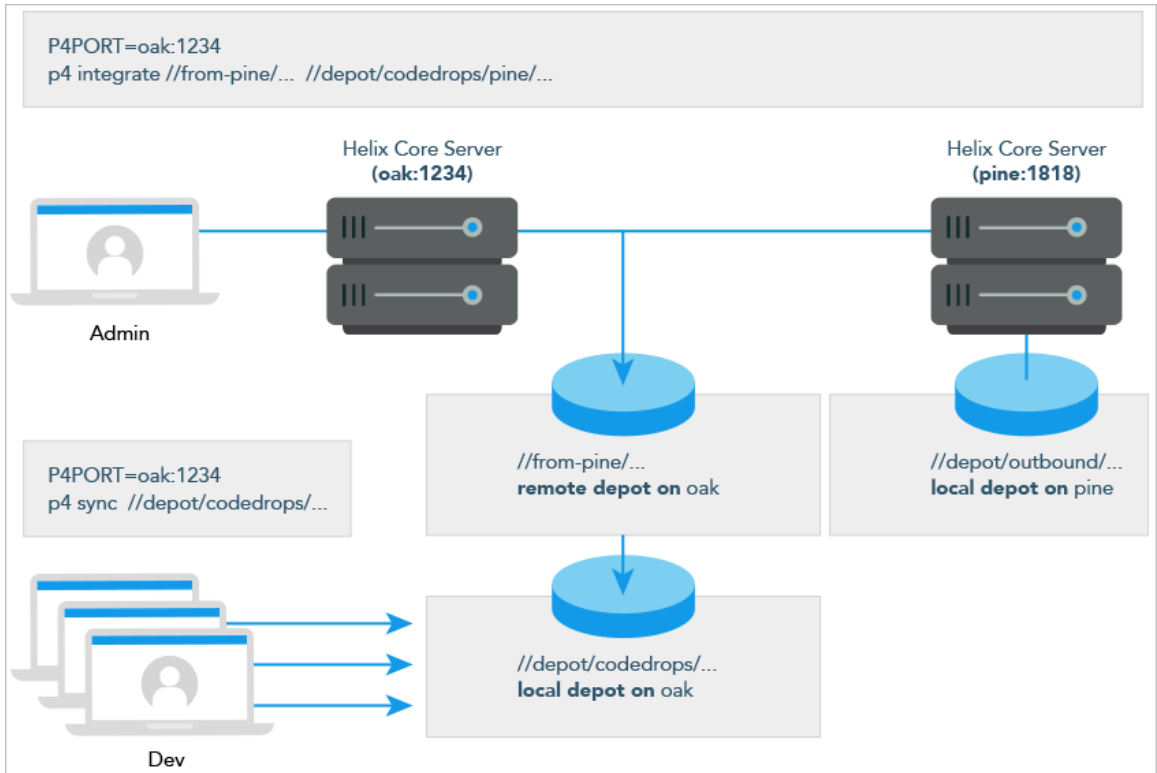 P4PORT=oak:1234
p4 integrate //from-pine/... //depot/codedrops/pine/...
Helix Core Server
(oak:1234)
Helix Core Server
(pine:1818)
Admin
//from-pine/...
remote depot on oak
//depot/outbound/...
local depot on pine
P4PORT=oak:1234
p4 sync //depot/codedrops/...
//depot/codedrops/...
local depot on oak
Dev